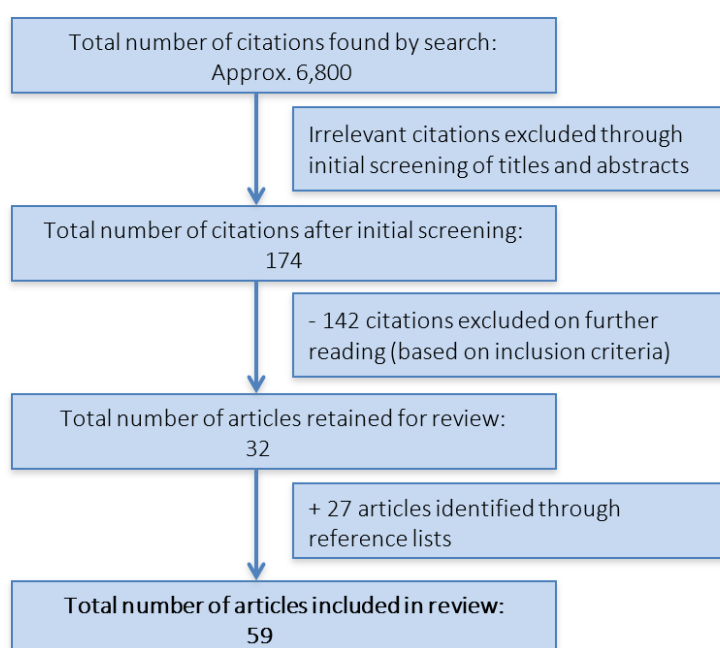 Total number of citations found by search:
Approx. 6,800
Irrelevant citations excluded through
initial screening of titles and abstracts
Total number of citations after initial screening:
174
- 142 citations excluded on further
reading (based on inclusion criteria)
Total number of articles retained for review:
32
+ 27 articles identified through
reference lists
Total number of articles included in review:
59